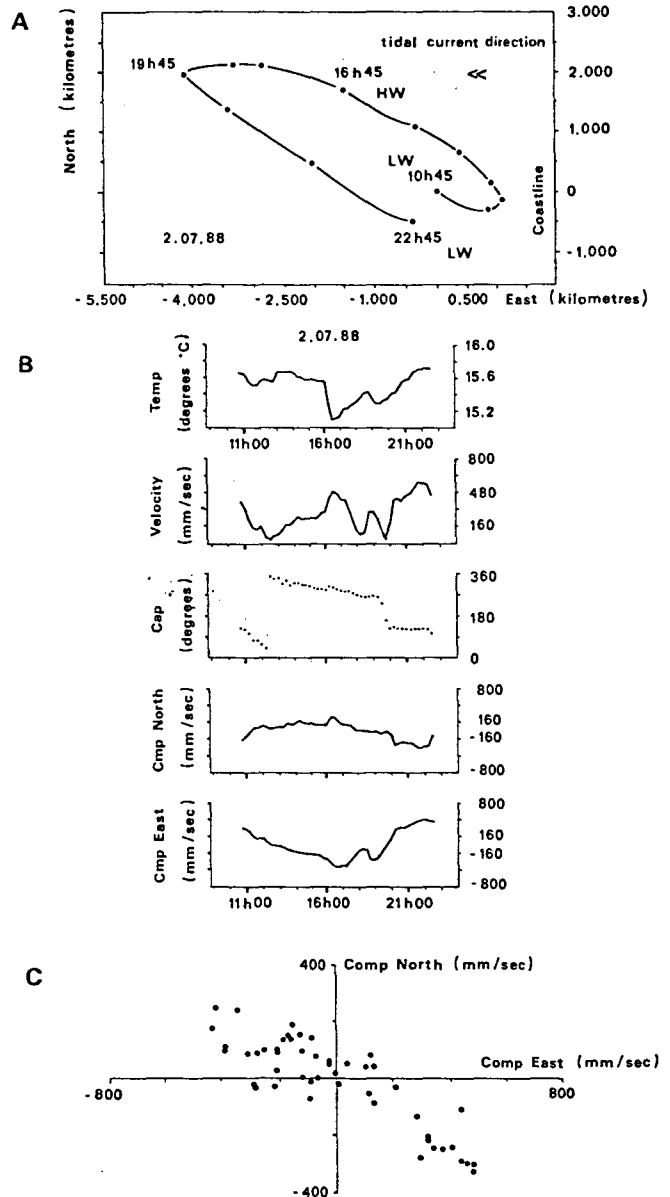 A
3.000
tidal current direction
19h45
16h45
2.000
HW
North (kilometres)
1.000
LW
10h45
0
Coastline
2.07.88
22h45
LW
-1.000
-5.500 -4.000 -2.500 -1.000 0.500 East (kilometres)
B
2.07.88
Temp
(degrees °C)
16.0
15.6
15.2
11h00 16h00 21h00
Velocity
(mm/sec)
800
480
160
Cap
(degrees)
360
180
0
Cmp North
(mm/sec)
800
160
-160
-800
Cmp East
(mm/sec)
800
160
-160
-800
11h00 16h00 21h00
C
400
Comp North (mm/sec)
Comp East (mm/sec)
-800
800
-400